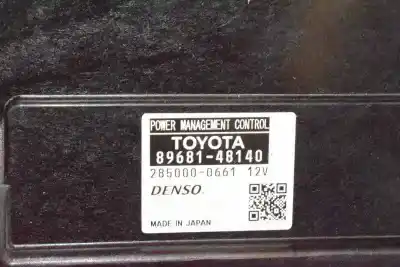 POWER MANAGEMENT CONTROL
TOYOTA
89681-48140
285000-0661 12V
DENSO
MADE IN JAPAN